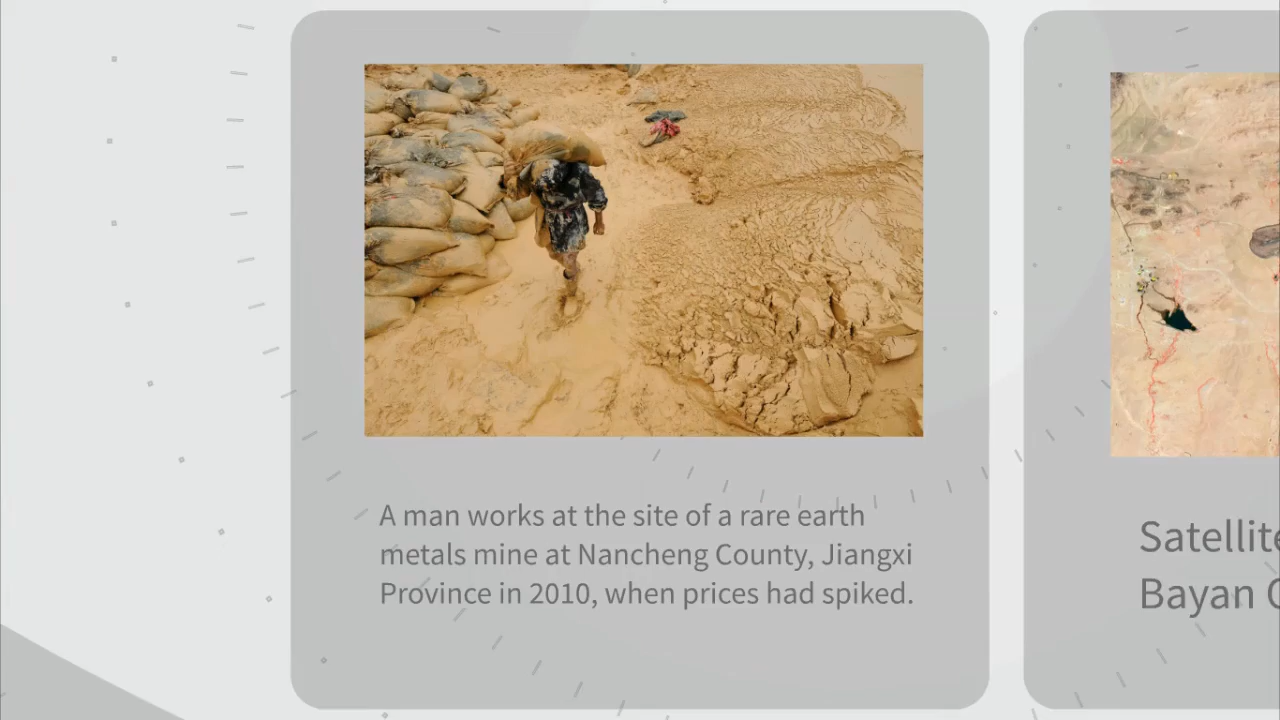 A man works at the site of a rare earth
metals mine at Nancheng County, Jiangxi
Province in 2010, when prices had spiked.
Satellite
Bayan